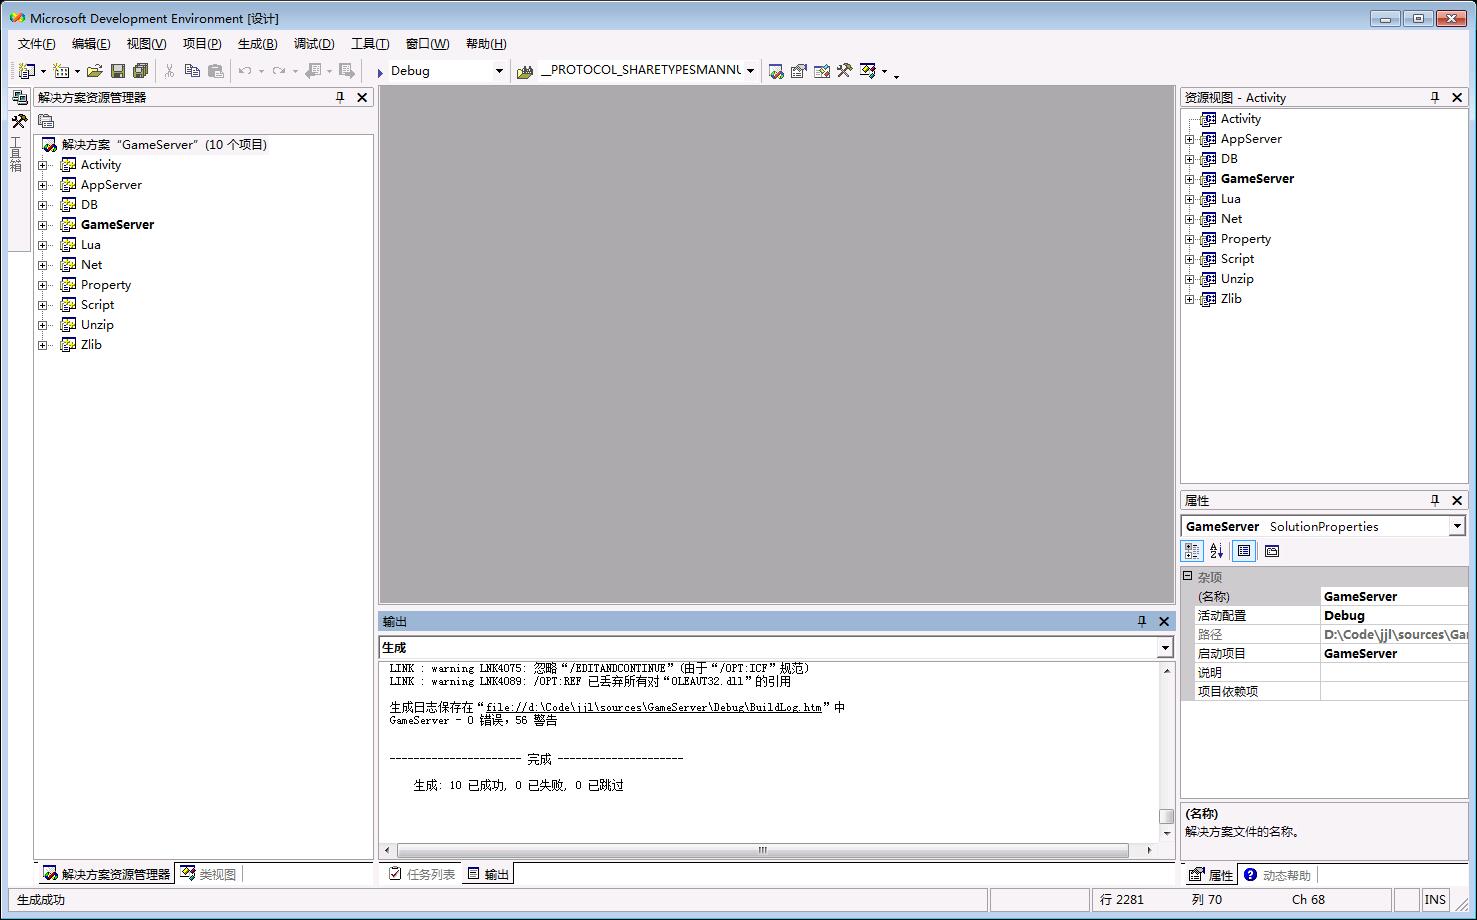 Microsoft Development Environment [设计]
文件(F) 编辑(E) 视图(V) 项目(P) 生成(B) 调试(D) 工具(T) 窗口(W) 帮助(H)
Debug __PROTOCOL_SHARETYPESMANNU
解决方案资源管理器
工具箱
解决方案“GameServer”(10 个项目)
Activity
AppServer
DB
GameServer
Lua
Net
Property
Script
Unzip
Zlib
解决方案资源管理器 类视图
输出
生成
LINK : warning LNK4075: 忽略“/EDITANDCONTINUE”(由于“/OPT:ICF”规范)
LINK : warning LNK4089: /OPT:REF 已丢弃所有对“OLEAUT32.dll”的引用
生成日志保存在“file://d:\Code\jjl\sources\GameServer\Debug\BuildLog.htm”中
GameServer - 0 错误，56 警告
---------------------- 完成 ---------------------
生成: 10 已成功, 0 已失败, 0 已跳过
任务列表 输出
资源视图 - Activity
Activity
AppServer
DB
GameServer
Lua
Net
Property
Script
Unzip
Zlib
属性
GameServer SolutionProperties
杂项
(名称) GameServer
活动配置 Debug
路径 D:\Code\jjl\sources\Ga
启动项目 GameServer
说明
项目依赖项
(名称)
解决方案文件的名称。
属性 动态帮助
生成成功 行 2281 列 70 Ch 68 INS